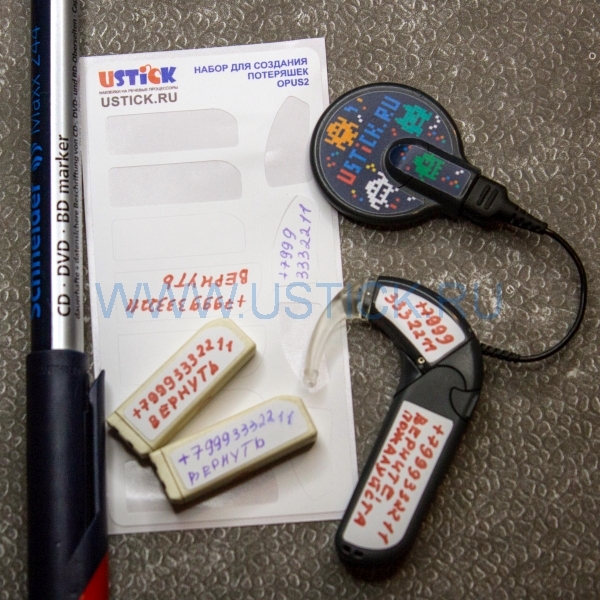 schneider Maxx 244
CD · DVD · BD marker
USTiCK
НАКЛЕЙКИ НА РЕЧЕВЫЕ ПРОЦЕССОРЫ
USTICK.RU
НАБОР ДЛЯ СОЗДАНИЯ
ПОТЕРЯШЕК
OPUS2
USTiCK.RU
+7999
3332211
+79993332211
ВЕРНУТЬ
WWW.USTICK.RU
+7999
3332211
+79993332211
ВЕРНУТЬ
+79993332211
ВЕРНУТЬ
+79993332211
ВЕРНИТЕ
ПОЖАЛУЙСТА